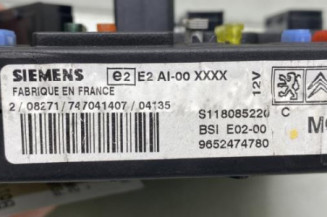 SIEMENS e2 E2 AI-00 XXXX
FABRIQUE EN FRANCE
12V
2/08271/747041407/04135
S118085220 C
BSI E02-00
9652474780